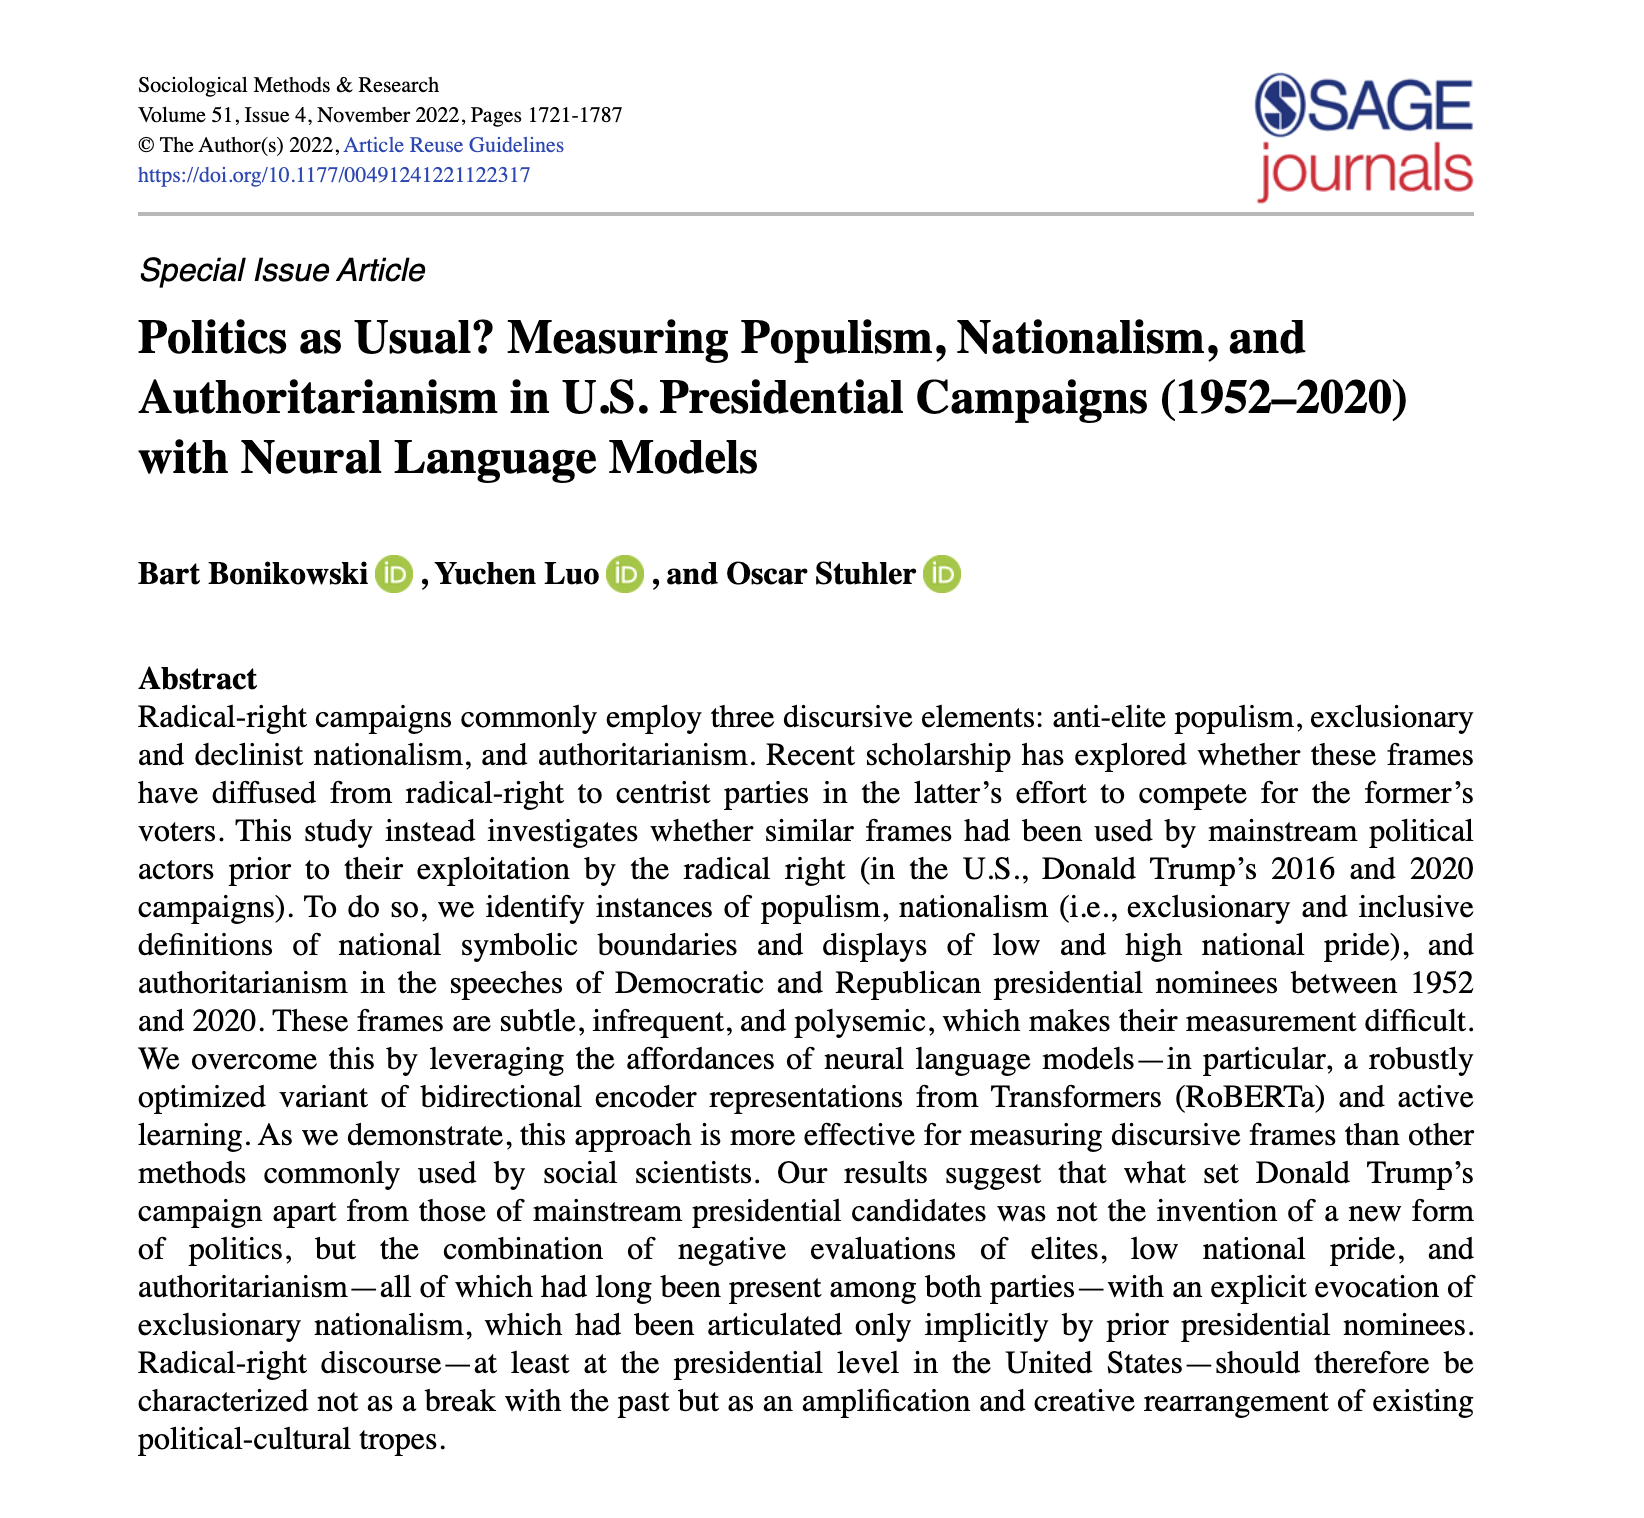 Sociological Methods & Research
Volume 51, Issue 4, November 2022, Pages 1721-1787
© The Author(s) 2022, Article Reuse Guidelines
https://doi.org/10.1177/00491241221122317
SAGE
journals
Special Issue Article
Politics as Usual? Measuring Populism, Nationalism, and
Authoritarianism in U.S. Presidential Campaigns (1952–2020)
with Neural Language Models
Bart Bonikowski iD , Yuchen Luo iD , and Oscar Stuhler iD
Abstract
Radical-right campaigns commonly employ three discursive elements: anti-elite populism, exclusionary
and declinist nationalism, and authoritarianism. Recent scholarship has explored whether these frames
have diffused from radical-right to centrist parties in the latter’s effort to compete for the former’s
voters. This study instead investigates whether similar frames had been used by mainstream political
actors prior to their exploitation by the radical right (in the U.S., Donald Trump’s 2016 and 2020
campaigns). To do so, we identify instances of populism, nationalism (i.e., exclusionary and inclusive
definitions of national symbolic boundaries and displays of low and high national pride), and
authoritarianism in the speeches of Democratic and Republican presidential nominees between 1952
and 2020. These frames are subtle, infrequent, and polysemic, which makes their measurement difficult.
We overcome this by leveraging the affordances of neural language models—in particular, a robustly
optimized variant of bidirectional encoder representations from Transformers (RoBERTa) and active
learning. As we demonstrate, this approach is more effective for measuring discursive frames than other
methods commonly used by social scientists. Our results suggest that what set Donald Trump’s
campaign apart from those of mainstream presidential candidates was not the invention of a new form
of politics, but the combination of negative evaluations of elites, low national pride, and
authoritarianism—all of which had long been present among both parties—with an explicit evocation of
exclusionary nationalism, which had been articulated only implicitly by prior presidential nominees.
Radical-right discourse—at least at the presidential level in the United States—should therefore be
characterized not as a break with the past but as an amplification and creative rearrangement of existing
political-cultural tropes.